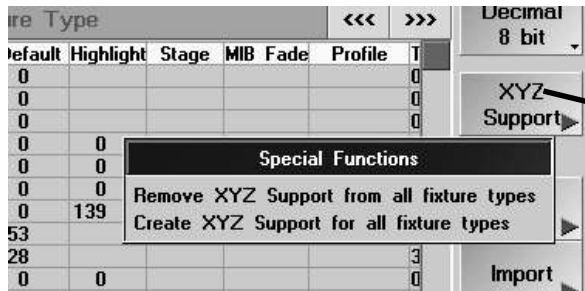 Type
<<< >>>
Decimal
8 bit
Default Highlight Stage MIB Fade Profile T
0
0
0
0 0
0 0
0 0
0 139
53
28 3
0 0
XYZ
Support
Special Functions
Remove XYZ Support from all fixture types
Create XYZ Support for all fixture types
Import